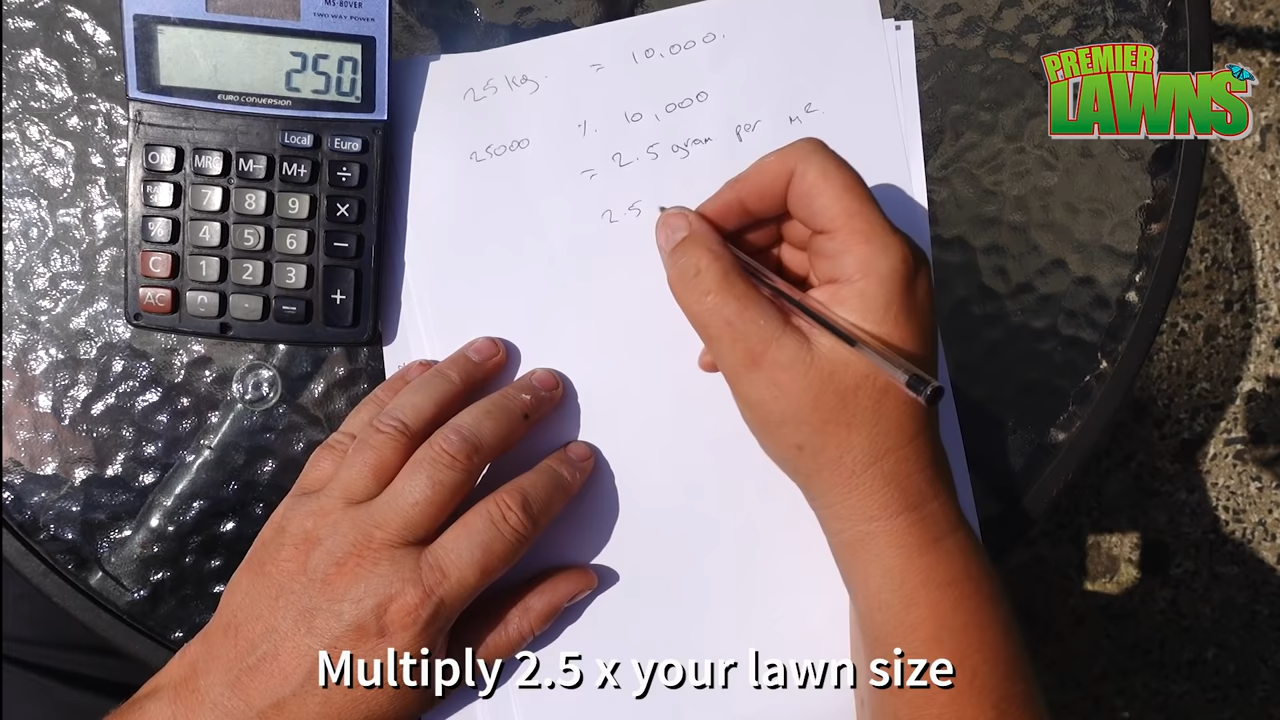 MS-80VER
TWO WAY POWER
250.
EURO CONVERSION
Local Euro
ON MRC M- M+ ÷
7 8 9 ×
% 4 5 6 −
C 1 2 3
AC 0 . +
25 kg. = 10,000.
25000 % 10,000
= 2.5 gram per M²
2.5
PREMIER
LAWNS
Multiply 2.5 x your lawn size